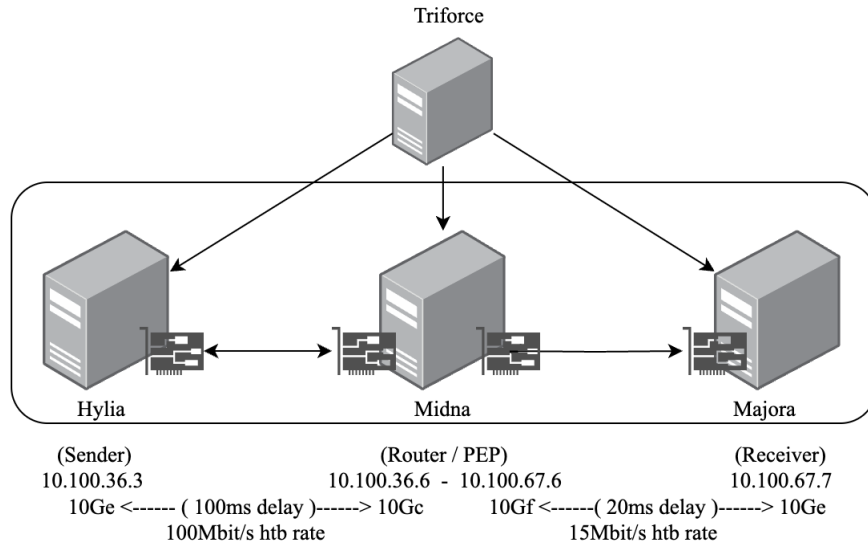 Triforce
Hylia Midna Majora
(Sender) (Router / PEP) (Receiver)
10.100.36.3 10.100.36.6 - 10.100.67.6 10.100.67.7
10Ge <------ ( 100ms delay )------> 10Gc 10Gf <------( 20ms delay )------> 10Ge
100Mbit/s htb rate 15Mbit/s htb rate